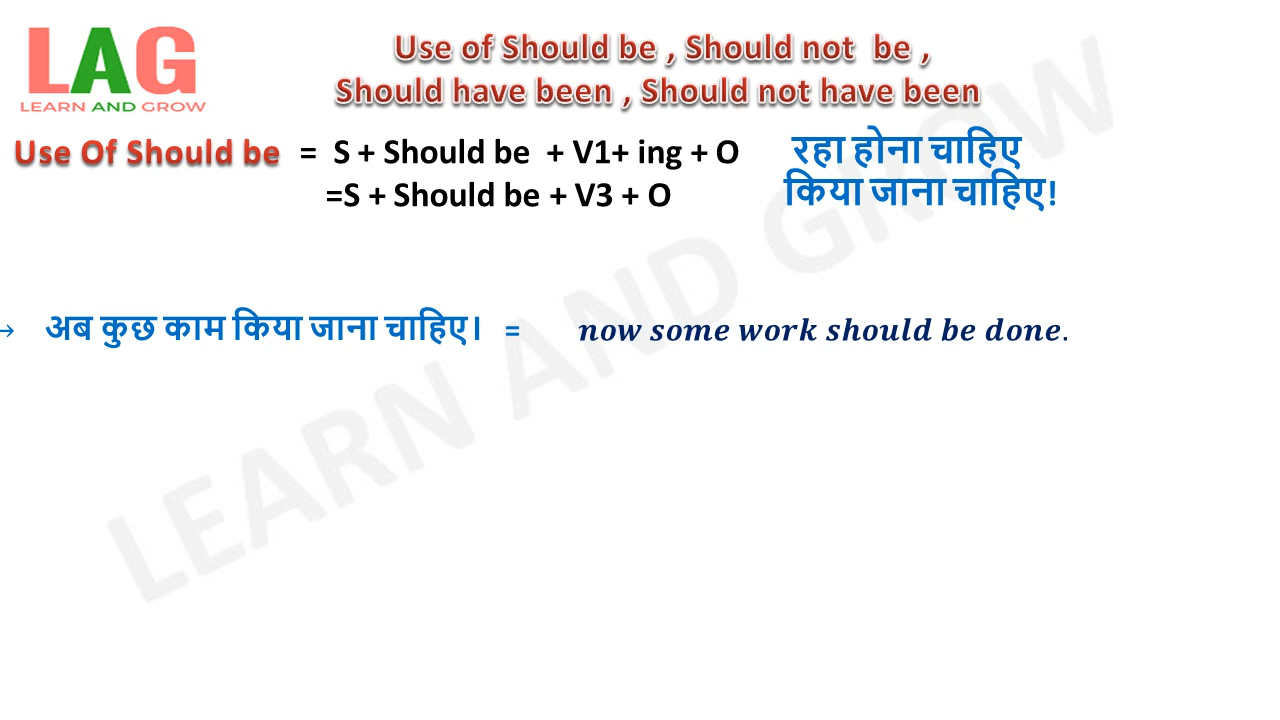 LAG
LEARN AND GROW
Use of Should be , Should not be ,
Should have been , Should not have been
Use Of Should be = S + Should be + V1+ ing + O रहा होना चाहिए
=S + Should be + V3 + O किया जाना चाहिए!
→ अब कुछ काम किया जाना चाहिए। = now some work should be done.
LEARN AND GROW